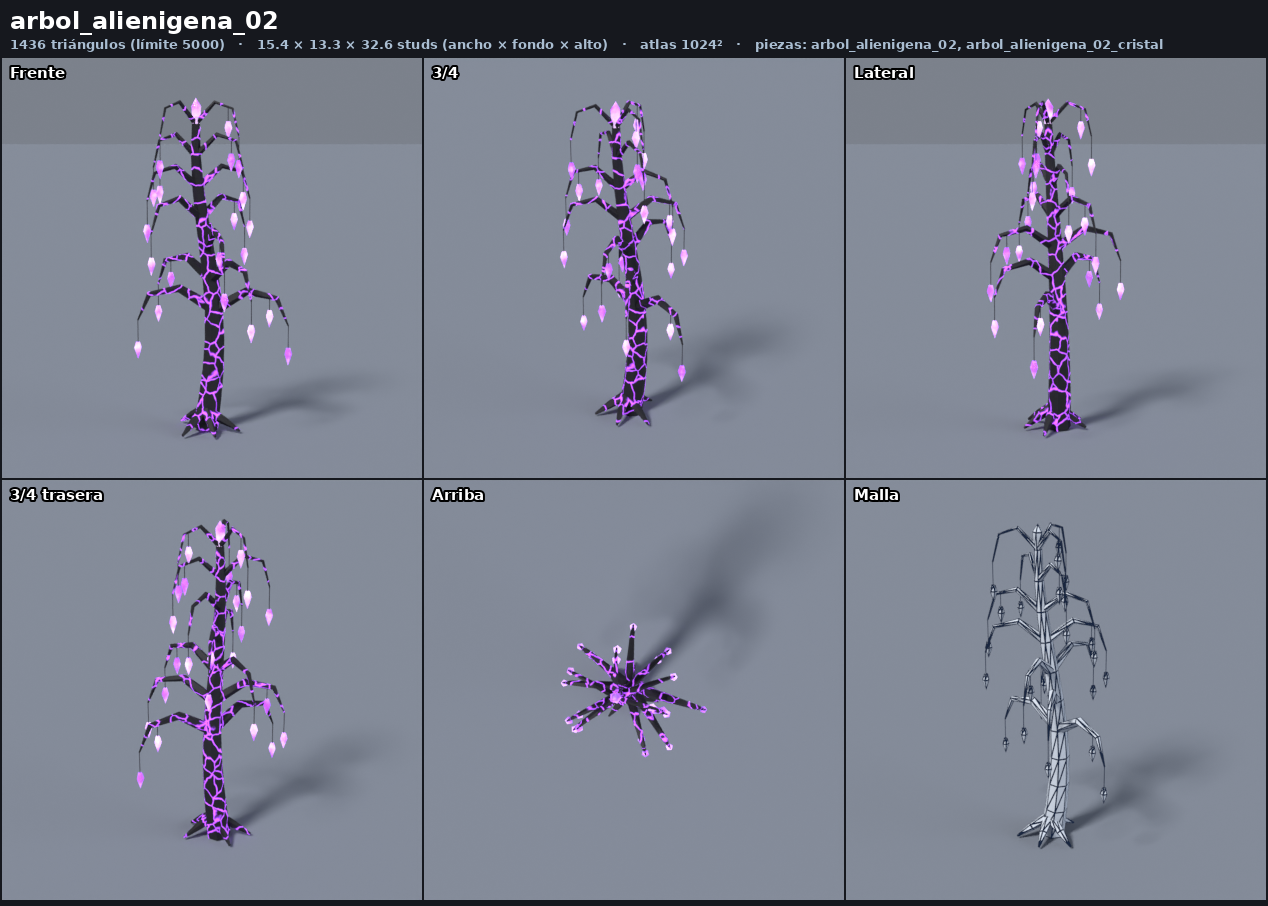 arbol_alienigena_02
1436 triángulos (límite 5000) · 15.4 × 13.3 × 32.6 studs (ancho × fondo × alto) · atlas 1024² · piezas: arbol_alienigena_02, arbol_alienigena_02_cristal
Frente
3/4
Lateral
3/4 trasera
Arriba
Malla